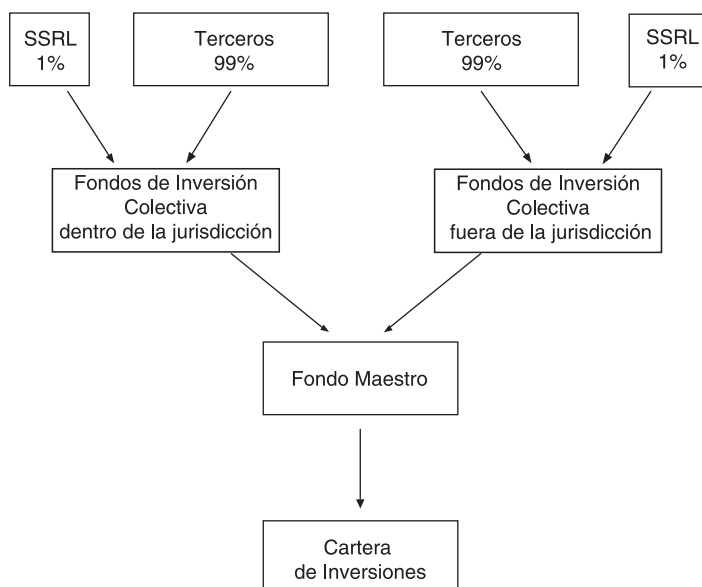 SSRL
1%
Terceros
99%
Terceros
99%
SSRL
1%
Fondos de Inversión
Colectiva
dentro de la jurisdicción
Fondos de Inversión
Colectiva
fuera de la jurisdicción
Fondo Maestro
Cartera
de Inversiones